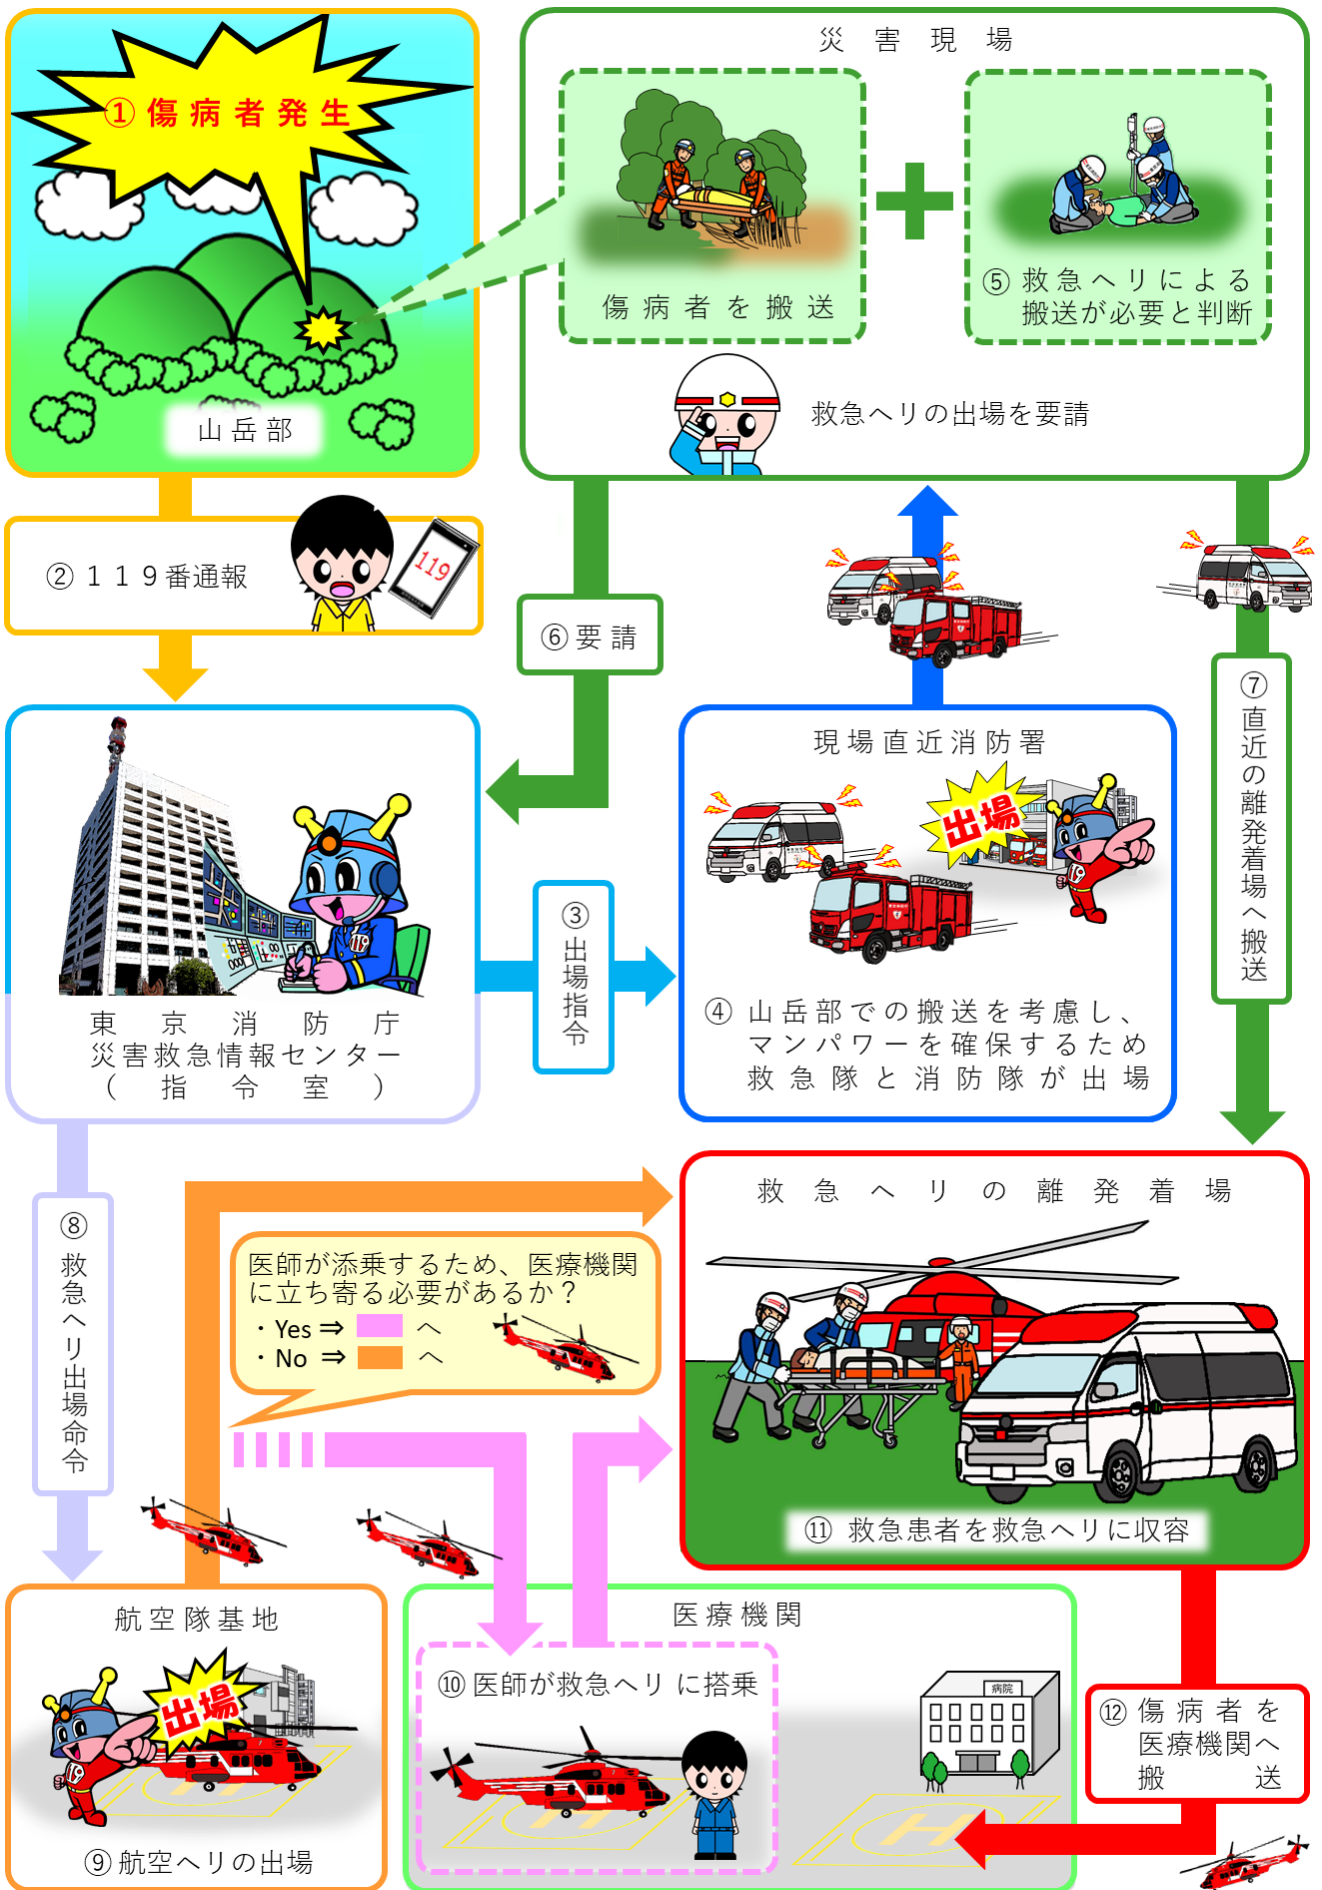 ①傷病者発生
山岳部
災害現場
傷病者を搬送
⑤救急ヘリによる
搬送が必要と判断
救急ヘリの出場を要請
②119番通報
119
⑥要請
⑦直近の離発着場へ搬送
現場直近消防署
出場
119
④山岳部での搬送を考慮し、
マンパワーを確保するため
救急隊と消防隊が出場
③出場指令
119
東京消防庁
災害救急情報センター
(指令室)
⑧救急ヘリ出場命令
医師が添乗するため、医療機関
に立ち寄る必要があるか？
・Yes ⇒ へ
・No ⇒ へ
救急ヘリの離発着場
⑪ 救急患者を救急ヘリに収容
航空隊基地
出場
119
⑨航空ヘリの出場
医療機関
⑩医師が救急ヘリに搭乗
病院
H
⑫傷病者を
医療機関へ
搬送